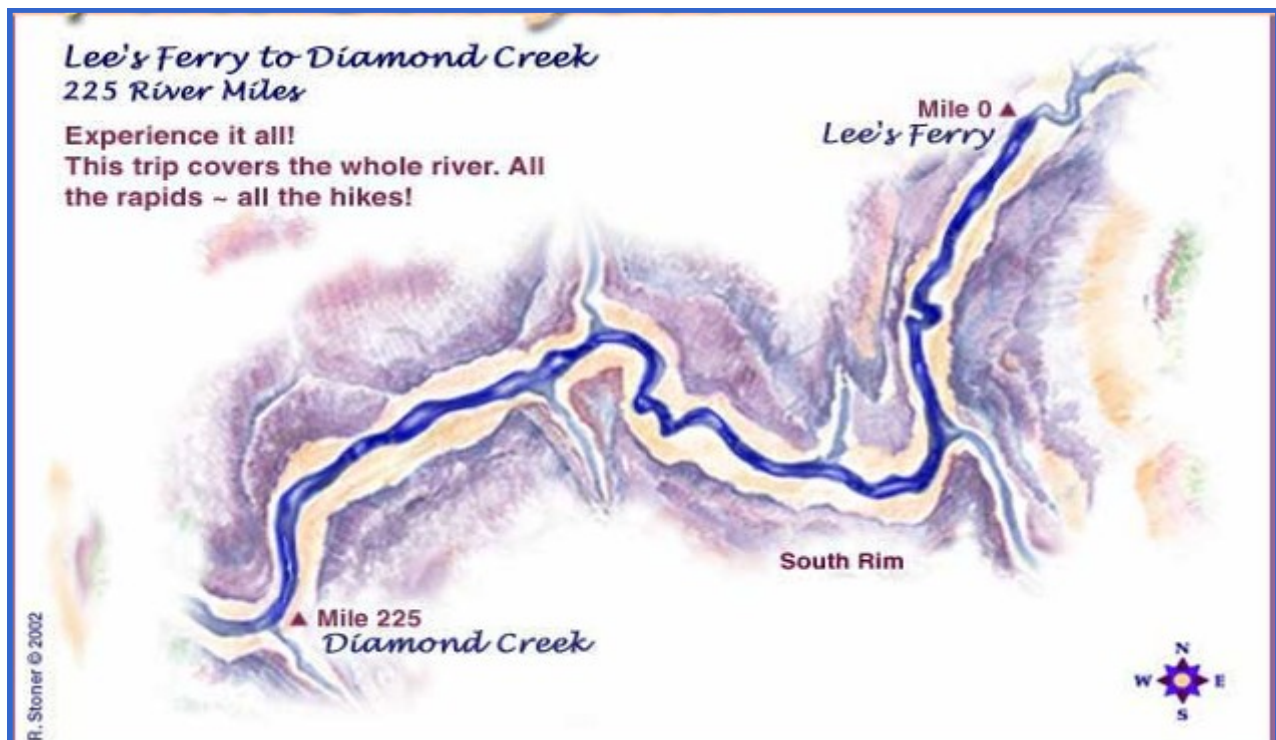 Lee's Ferry to Diamond Creek
225 River Miles
Experience it all!
This trip covers the whole river. All
the rapids ~ all the hikes!
Mile 0
Lee's Ferry
South Rim
Mile 225
Diamond Creek
N
W E
S
R. Stoner © 2002